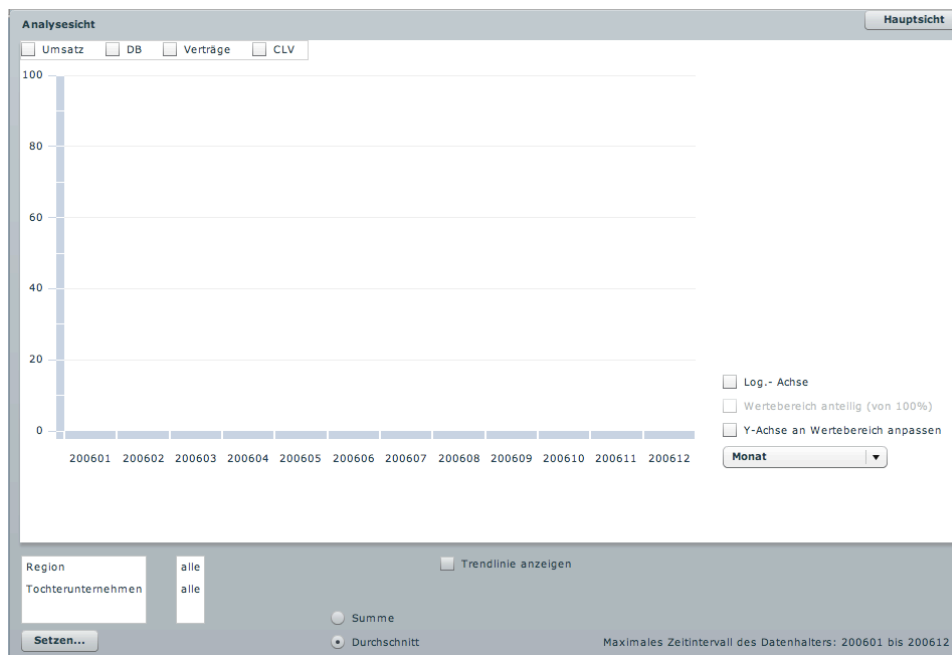 Analysesicht
Hauptsicht
Umsatz DB Verträge CLV
100
80
60
40
20
0
200601 200602 200603 200604 200605 200606 200607 200608 200609 200610 200611 200612
Log.- Achse
Wertebereich anteilig (von 100%)
Y-Achse an Wertebereich anpassen
Monat
Region alle
Tochterunternehmen alle
Setzen...
Trendlinie anzeigen
Summe
Durchschnitt
Maximales Zeitintervall des Datenhalters: 200601 bis 200612